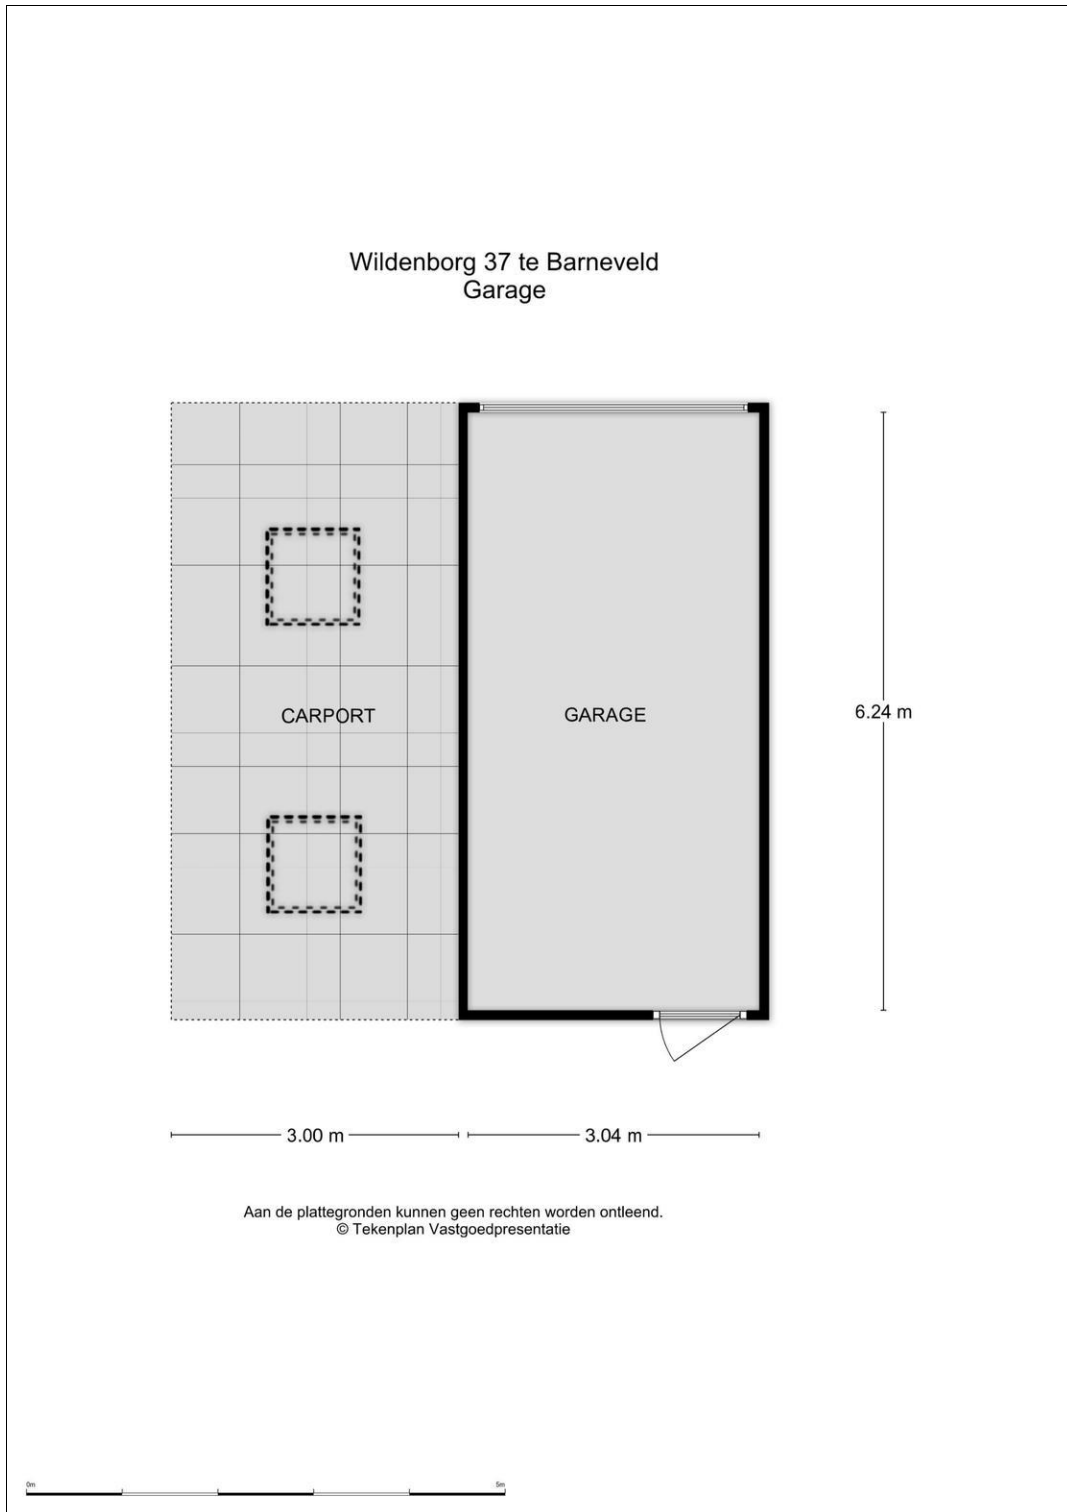 Wildenborg 37 te Barneveld
Garage
CARPORT
GARAGE
6.24 m
3.00 m
3.04 m
Aan de plattegronden kunnen geen rechten worden ontleend.
© Tekenplan Vastgoedpresentatie
0m
5m